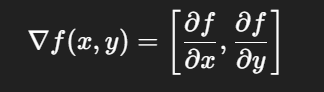 ∇f(x, y) = [∂f/∂x, ∂f/∂y]